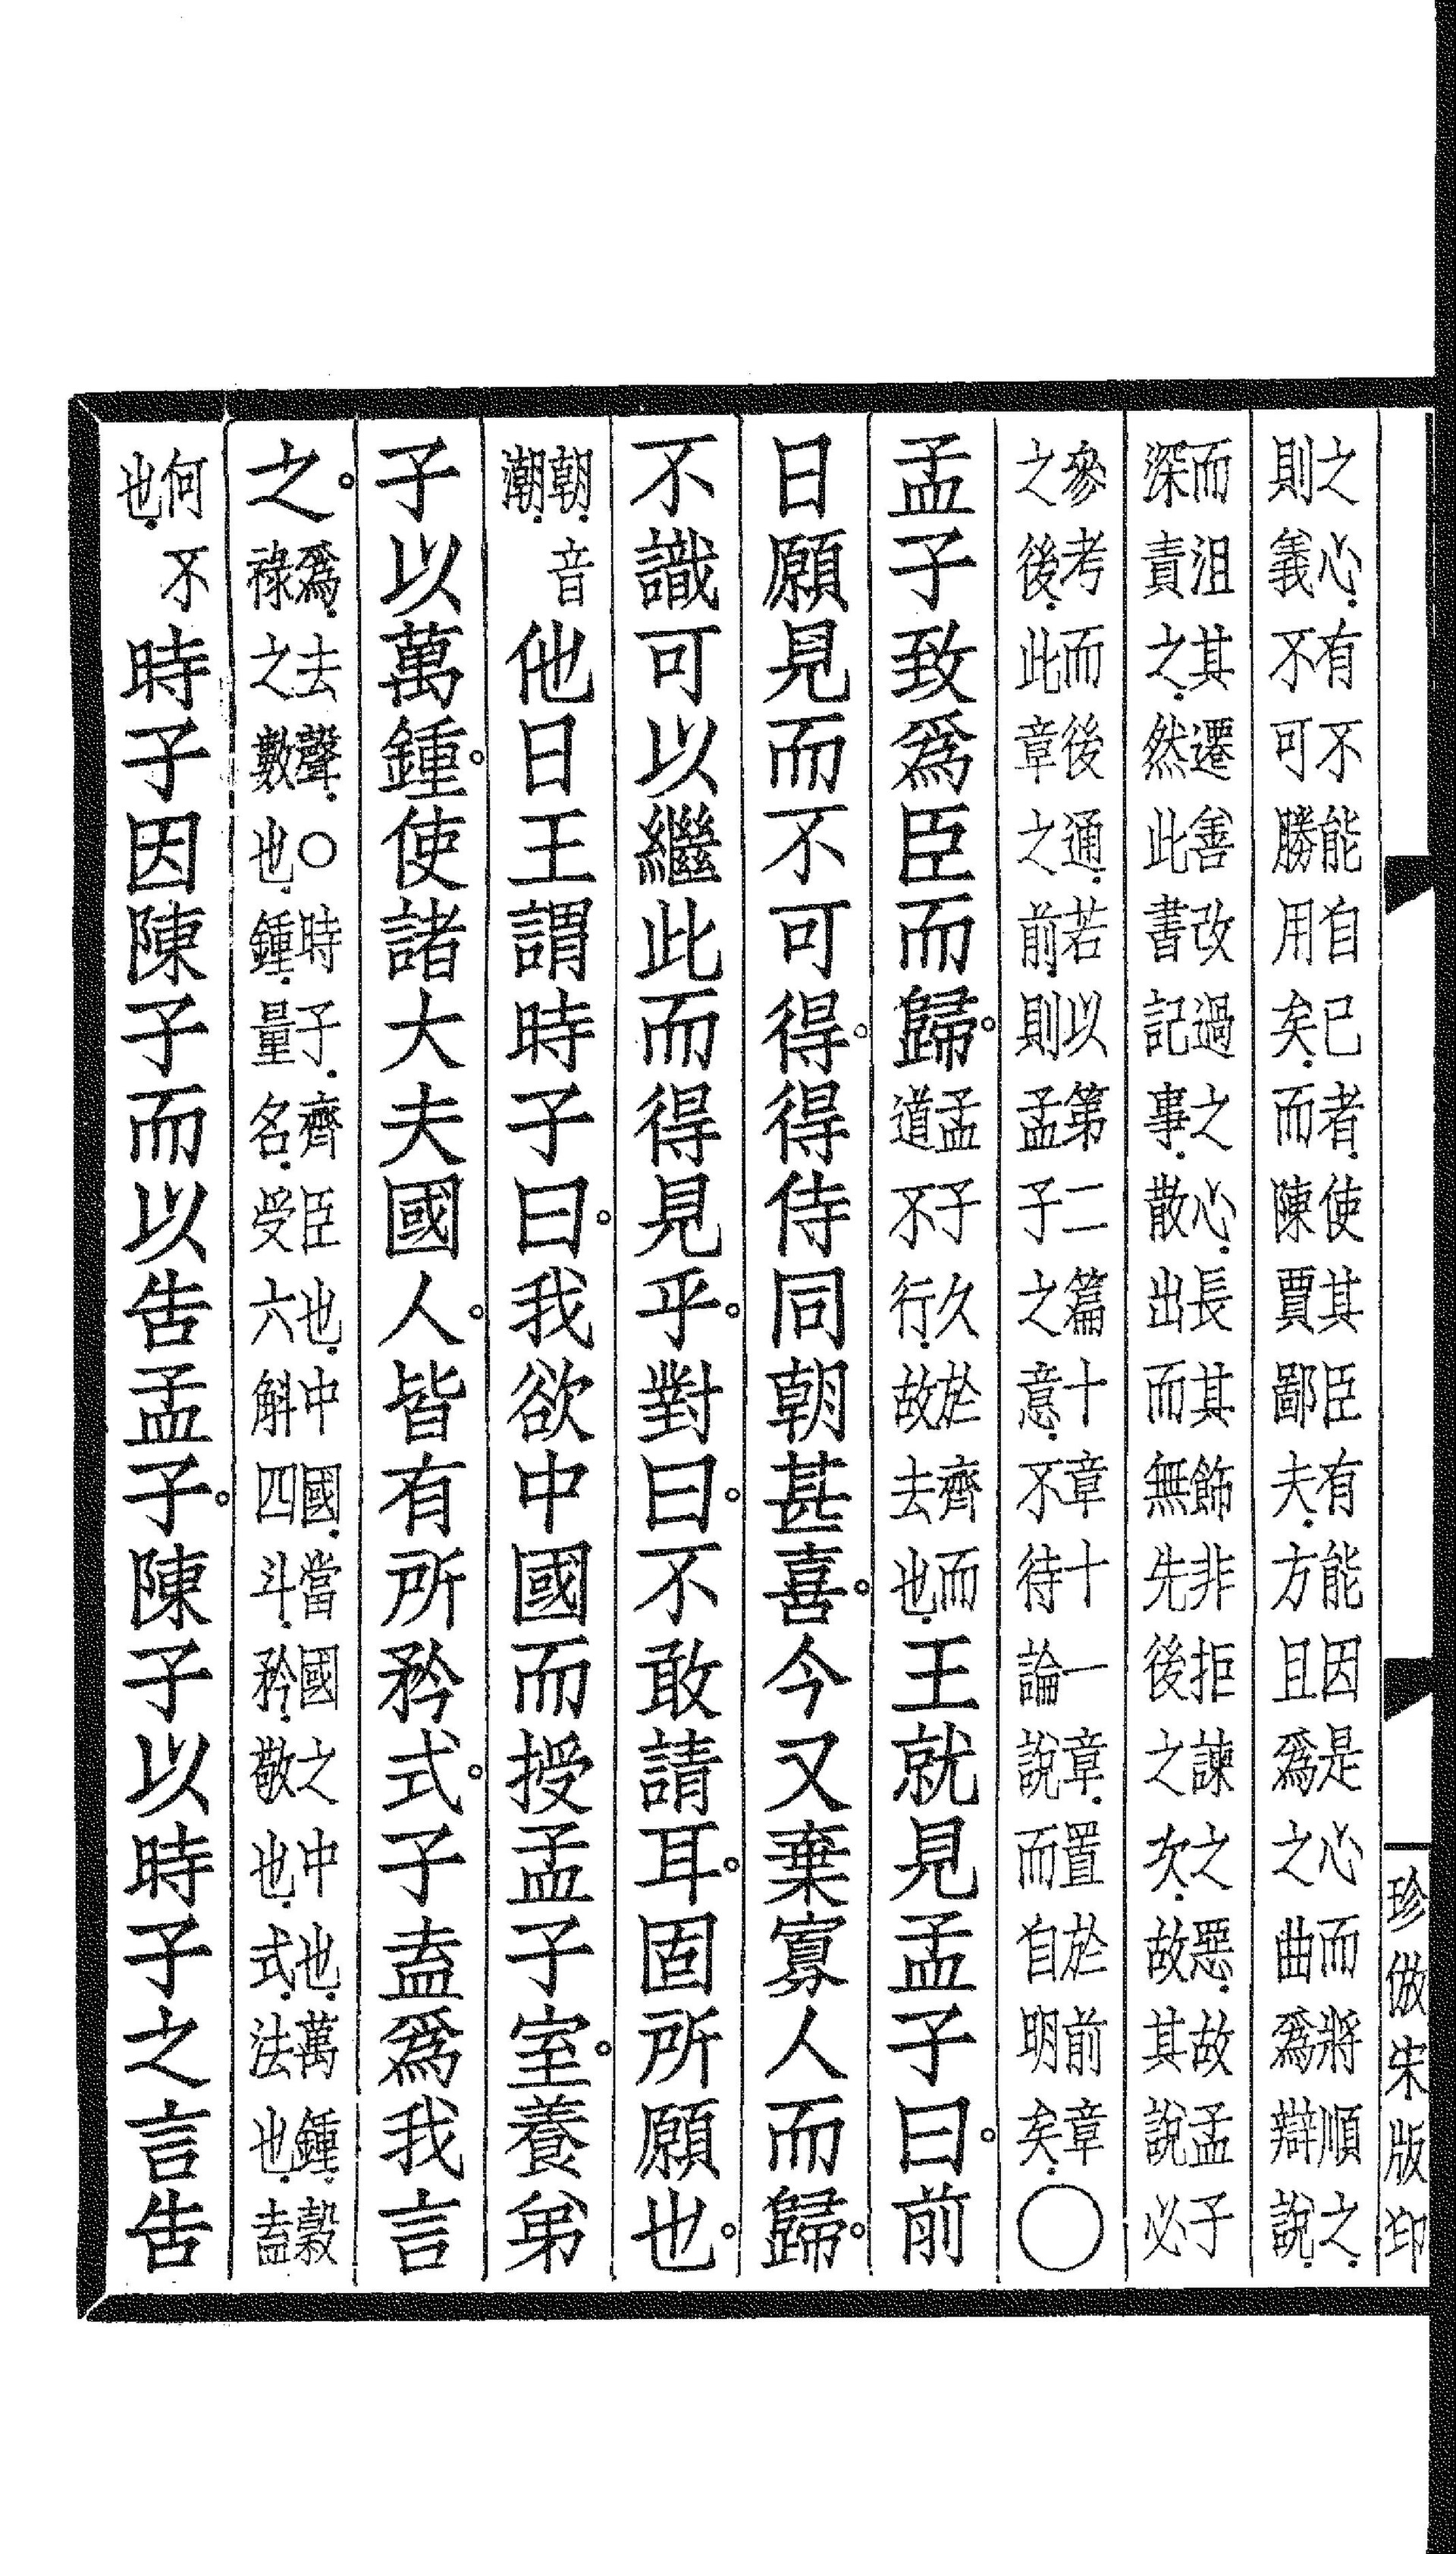 之心有不能自已者使其臣有能因是心而將順之
則義不可勝用矣而陳賈鄙夫方且爲之曲爲辯說
而沮其遷善改過之心長其飾非拒諫之惡故孟子
深責之然此書記事散出而無先後之次故其說必
參考而後通若以第二篇十章十一章置於前章
之後此章之前則孟子之意不待論說而自明矣○
孟子致爲臣而歸孟子久於齊而道不行故去也王就見孟子曰前
日願見而不可得得侍同朝甚喜今又棄寡人而歸
不識可以繼此而得見乎對曰不敢請耳固所願也
朝音潮他日王謂時子曰我欲中國而授孟子室養弟
子以萬鍾使諸大夫國人皆有所矜式子盍爲我言
之爲去聲○時子齊臣也中國當國之中也萬鍾穀祿之數也鍾量名受六斛四斗矜敬也式法也盍
何不也時子因陳子而以告孟子陳子以時子之言告
珍倣宋版印